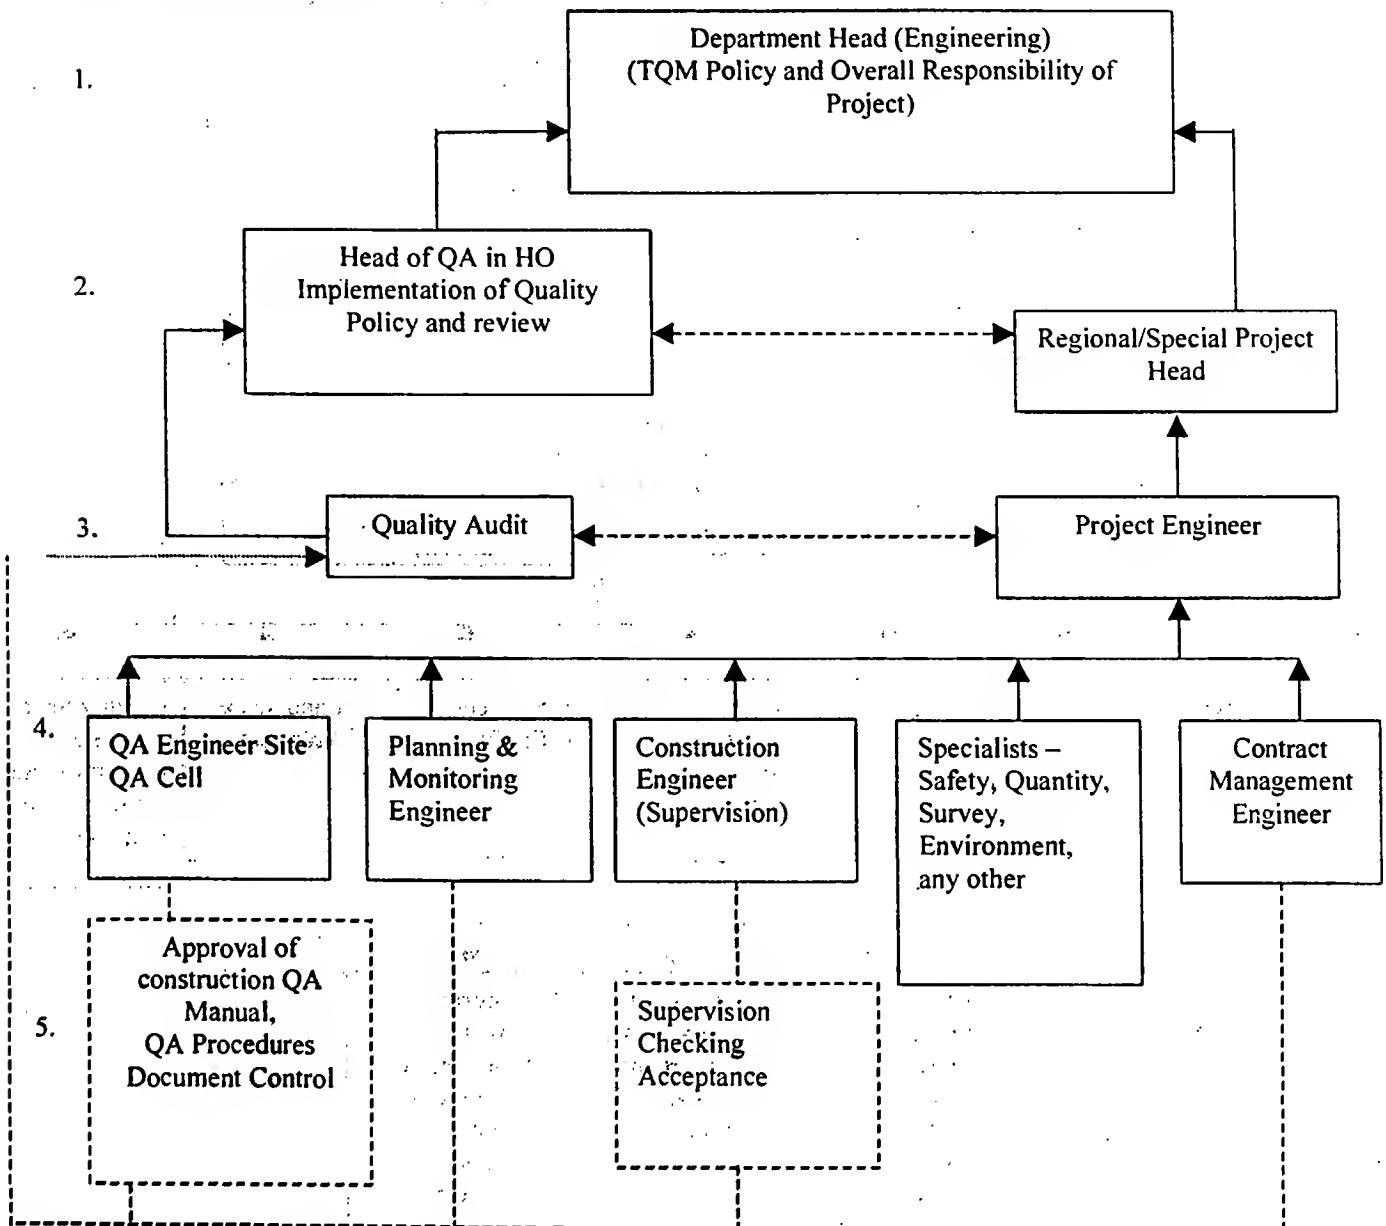 1.
Department Head (Engineering)
(TQM Policy and Overall Responsibility of
Project)
2.
Head of QA in HO
Implementation of Quality
Policy and review
Regional/Special Project
Head
3.
Quality Audit
Project Engineer
4.
QA Engineer Site
QA Cell
Planning &
Monitoring
Engineer
Construction
Engineer
(Supervision)
Specialists –
Safety, Quantity,
Survey,
Environment,
any other
Contract
Management
Engineer
5.
Approval of
construction QA
Manual,
QA Procedures
Document Control
Supervision
Checking
Acceptance